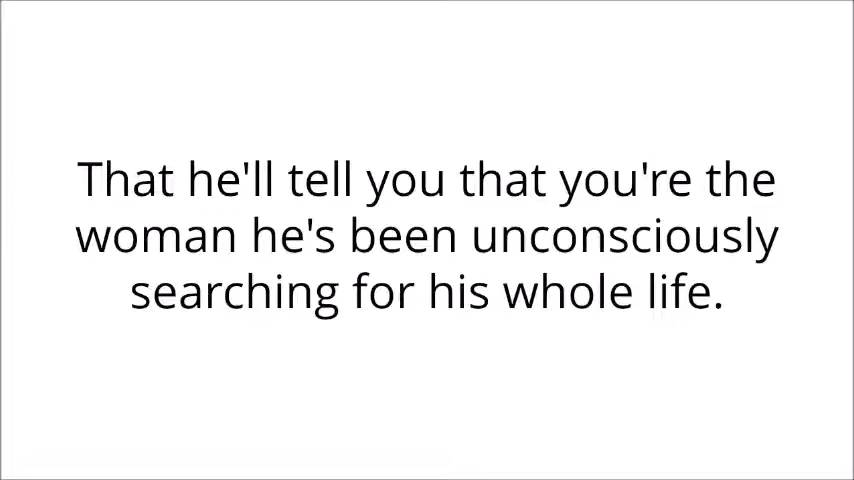 That he'll tell you that you're the
woman he's been unconsciously
searching for his whole life.